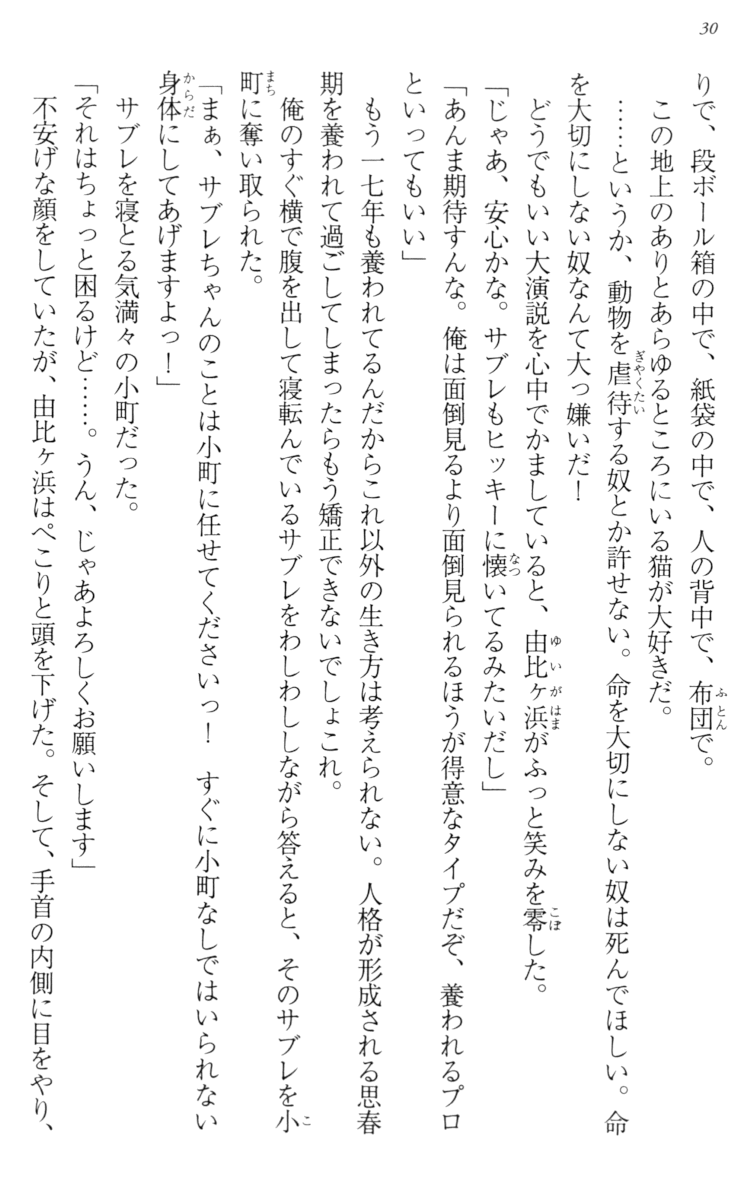 30
りで、段ボール箱の中で、紙袋の中で、人の背中で、布団で。
　この地上のありとあらゆるところにいる猫が大好きだ。
　……というか、動物を虐待する奴とか許せない。命を大切にしない奴は死んでほしい。命
を大切にしない奴なんて大っ嫌いだ！
　どうでもいい大演説を心中でかましていると、由比ヶ浜がふっと笑みを零した。
「じゃあ、安心かな。サブレもヒッキーに懐いてるみたいだし」
「あんま期待すんな。俺は面倒見るより面倒見られるほうが得意なタイプだぞ、養われるプロ
といってもいい」
　もう一七年も養われてるんだからこれ以外の生き方は考えられない。人格が形成される思春
期を養われて過ごしてしまったらもう矯正できないでしょこれ。
　俺のすぐ横で腹を出して寝転んでいるサブレをわしわししながら答えると、そのサブレを小
町に奪い取られた。
「まぁ、サブレちゃんのことは小町に任せてくださいっ！　すぐに小町なしではいられない
身体にしてあげますよっ！」
　サブレを寝とる気満々の小町だった。
「それはちょっと困るけど……。うん、じゃあよろしくお願いします」
　不安げな顔をしていたが、由比ヶ浜はぺこりと頭を下げた。そして、手首の内側に目をやり、